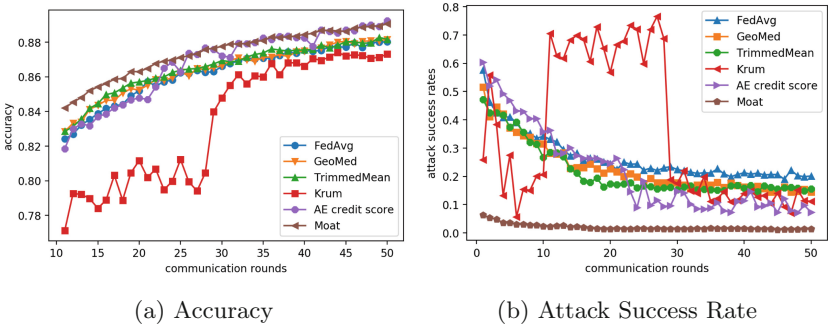 accuracy
0.88
0.86
0.84
0.82
0.80
0.78
10 15 20 25 30 35 40 45 50
communication rounds
FedAvg
GeoMed
TrimmedMean
Krum
AE credit score
Moat
(a) Accuracy
attack success rates
0.8
0.7
0.6
0.5
0.4
0.3
0.2
0.1
0.0
0 10 20 30 40 50
communication rounds
FedAvg
GeoMed
TrimmedMean
Krum
AE credit score
Moat
(b) Attack Success Rate